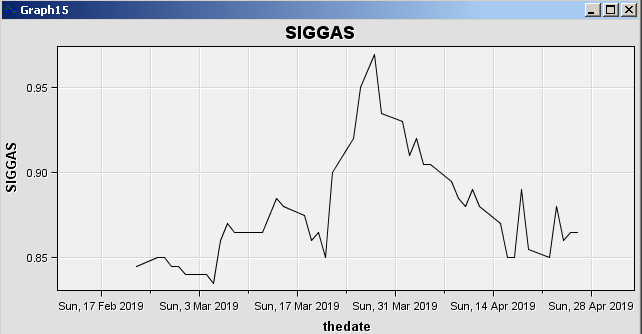 Graph15
SIGGAS
0.95
0.90
0.85
SIGGAS
Sun, 17 Feb 2019 Sun, 3 Mar 2019 Sun, 17 Mar 2019 Sun, 31 Mar 2019 Sun, 14 Apr 2019 Sun, 28 Apr 2019
thedate